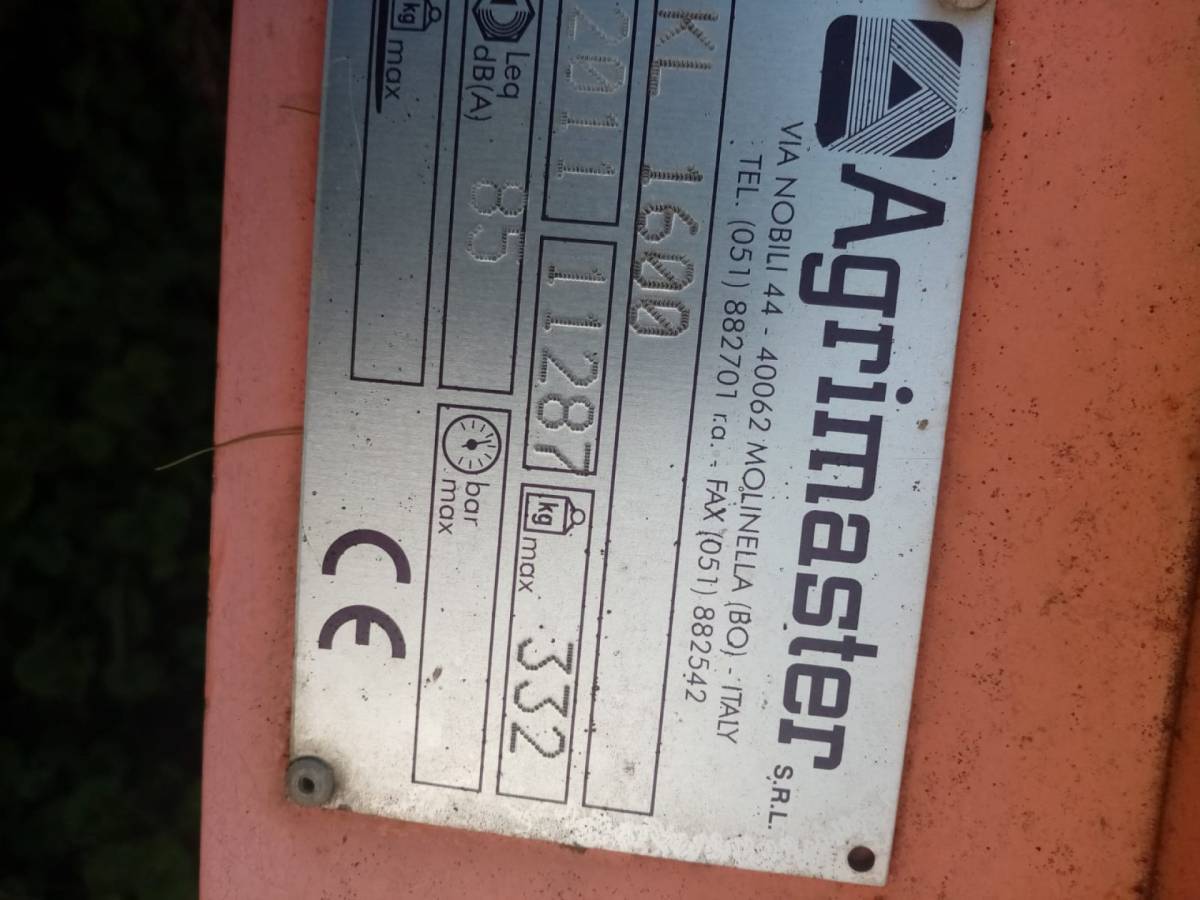 Agrimaster S.R.L.
VIA NOBILI 44 - 40062 MOLINELLA (BO) - ITALY
TEL. (051) 882701 r.a. - FAX (051) 882542
KL 1600
2011 11287 kg max 332
Leq dB(A) 85 bar max
kg max
CE